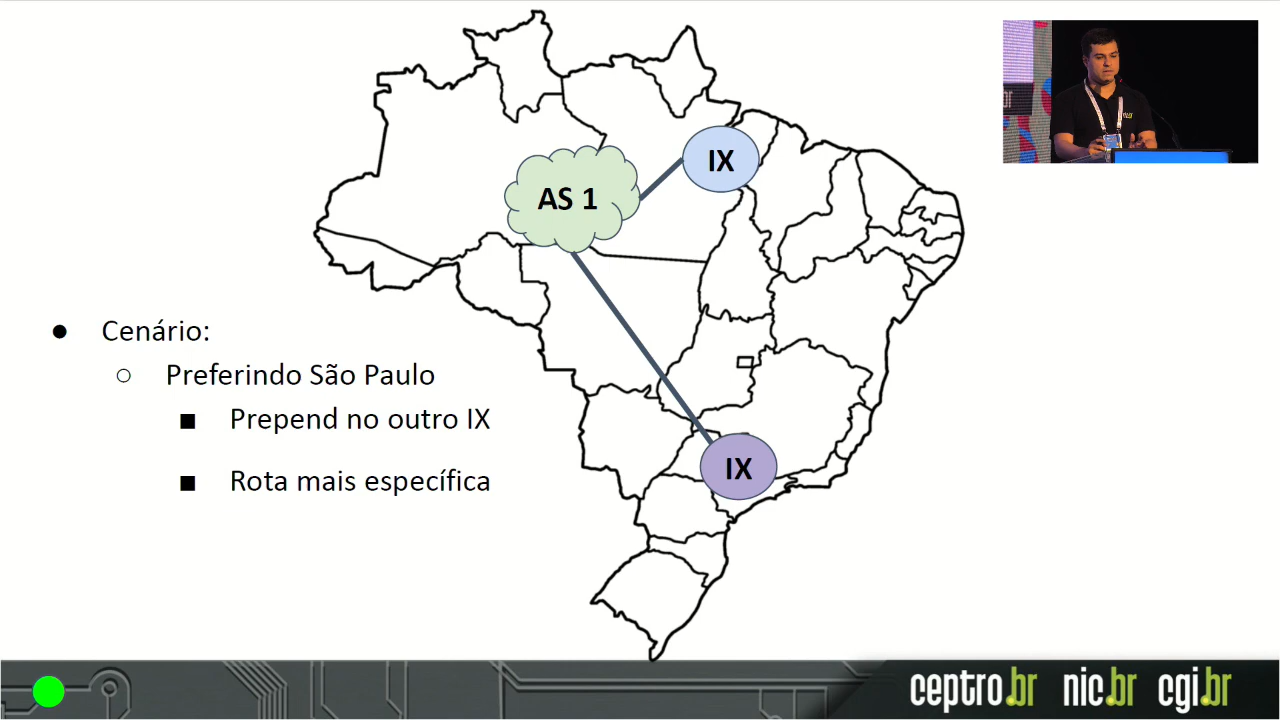 IX
AS 1
● Cenário:
○ Preferindo São Paulo
■ Prepend no outro IX
■ Rota mais específica
IX
ceptro.br nic.br cgi.br